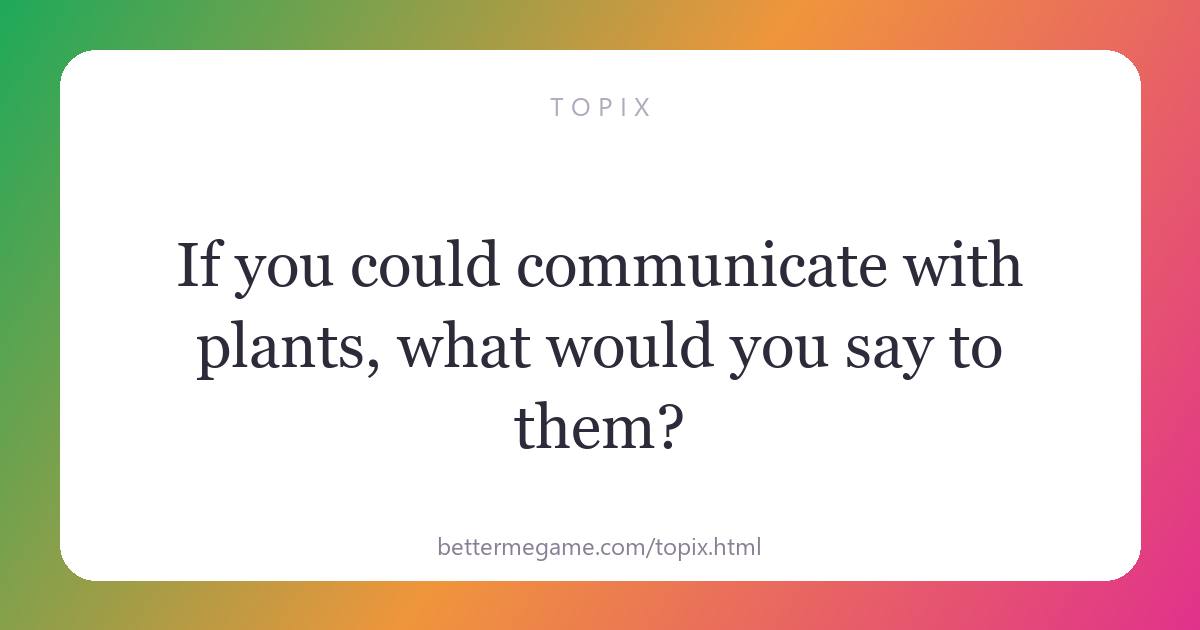 TOPIX
If you could communicate with
plants, what would you say to
them?
bettermegame.com/topix.html